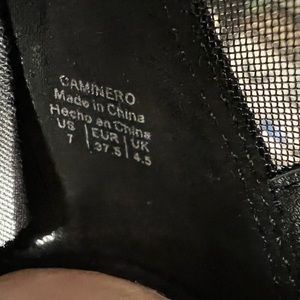 CAMINERO
Made in China
Hecho en China
US | EUR | UK
7 | 37.5 | 4.5